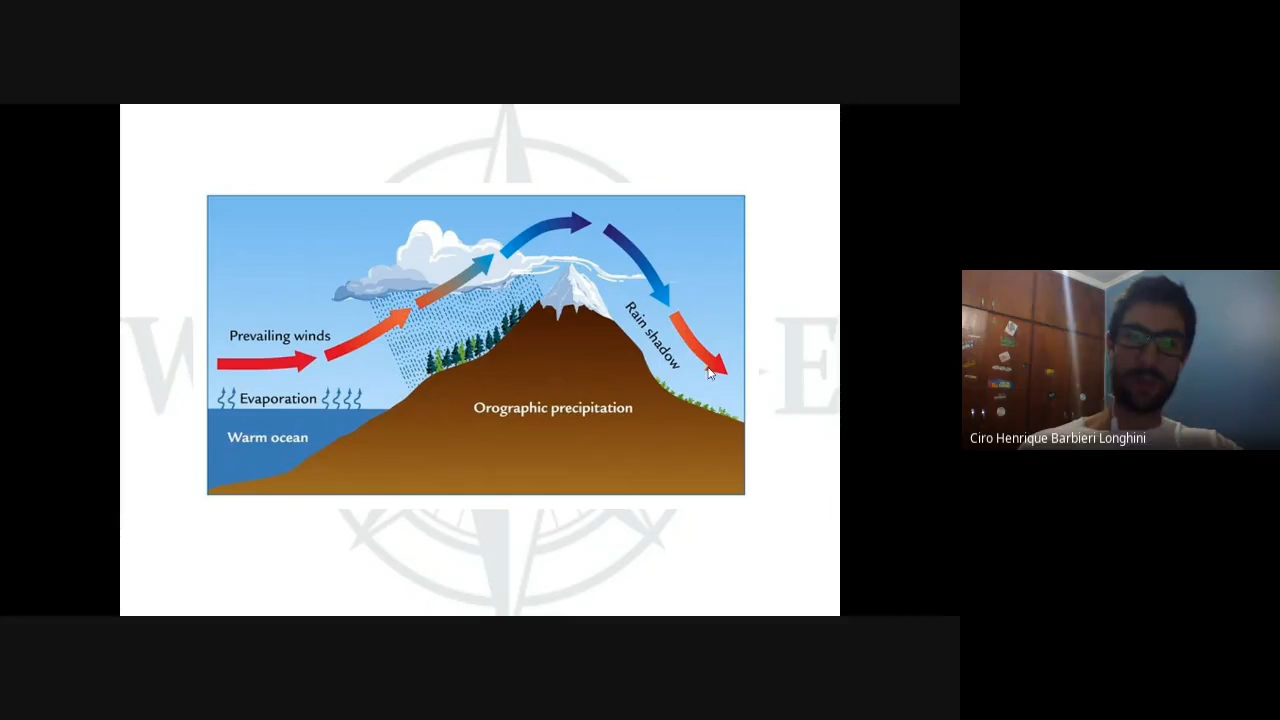 Prevailing winds
Evaporation
Warm ocean
Rain shadow
Orographic precipitation
W
E
Ciro Henrique Barbieri Longhini